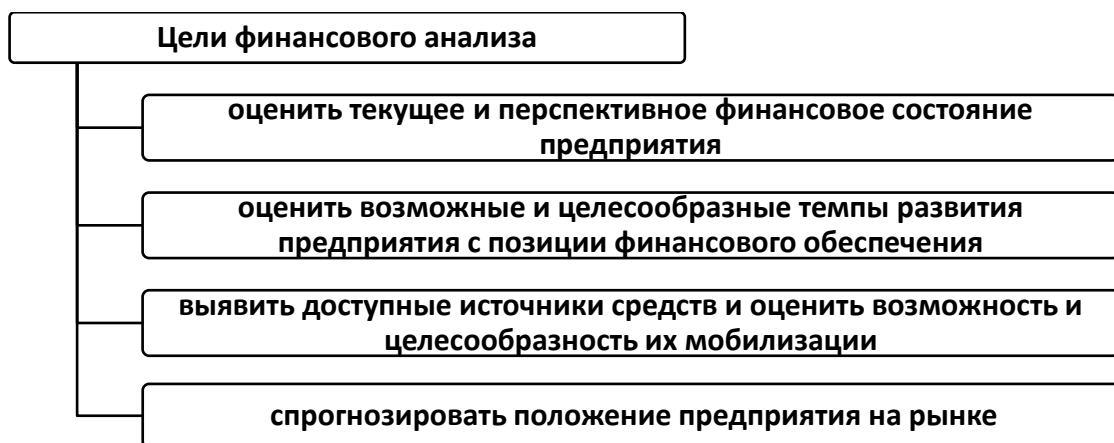 Цели финансового анализа
оценить текущее и перспективное финансовое состояние
предприятия
оценить возможные и целесообразные темпы развития
предприятия с позиции финансового обеспечения
выявить доступные источники средств и оценить возможность и
целесообразность их мобилизации
спрогнозировать положение предприятия на рынке